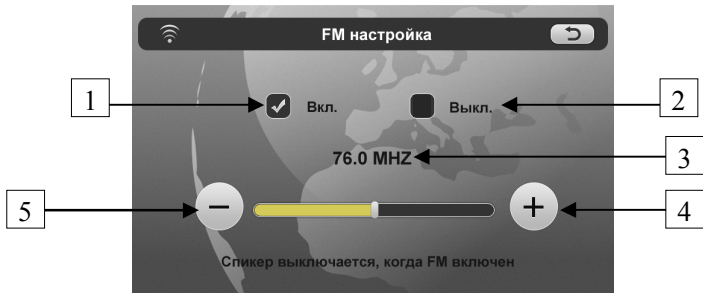 FM настройка
1 Вкл. Выкл. 2
76.0 MHZ 3
5 4
Спикер выключается, когда FM включен